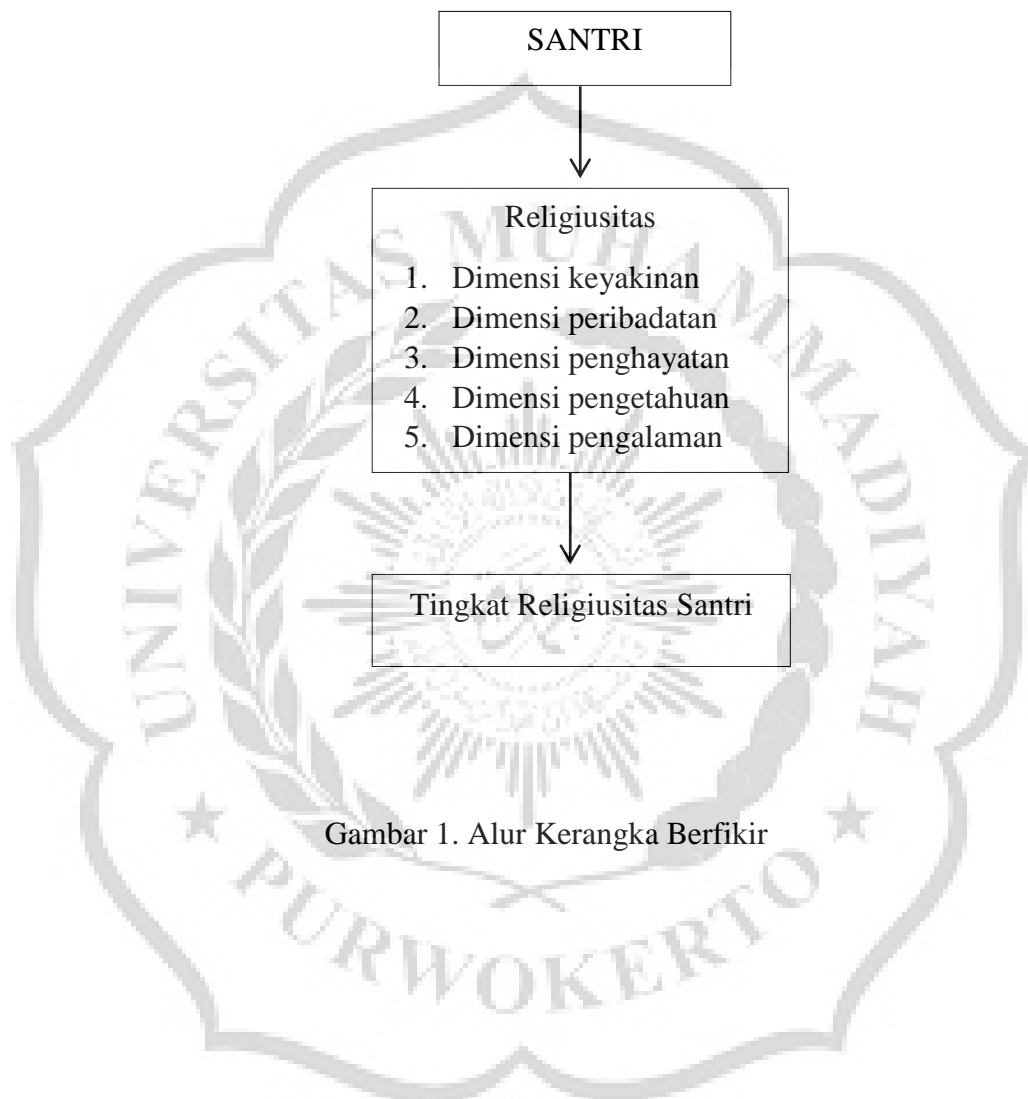 SANTRI
Religiusitas
1. Dimensi keyakinan
2. Dimensi peribadatan
3. Dimensi penghayatan
4. Dimensi pengetahuan
5. Dimensi pengalaman
Tingkat Religiusitas Santri
Gambar 1. Alur Kerangka Berfikir
UNIVERSITAS MUHAMMADIYAH
PURWOKERTO